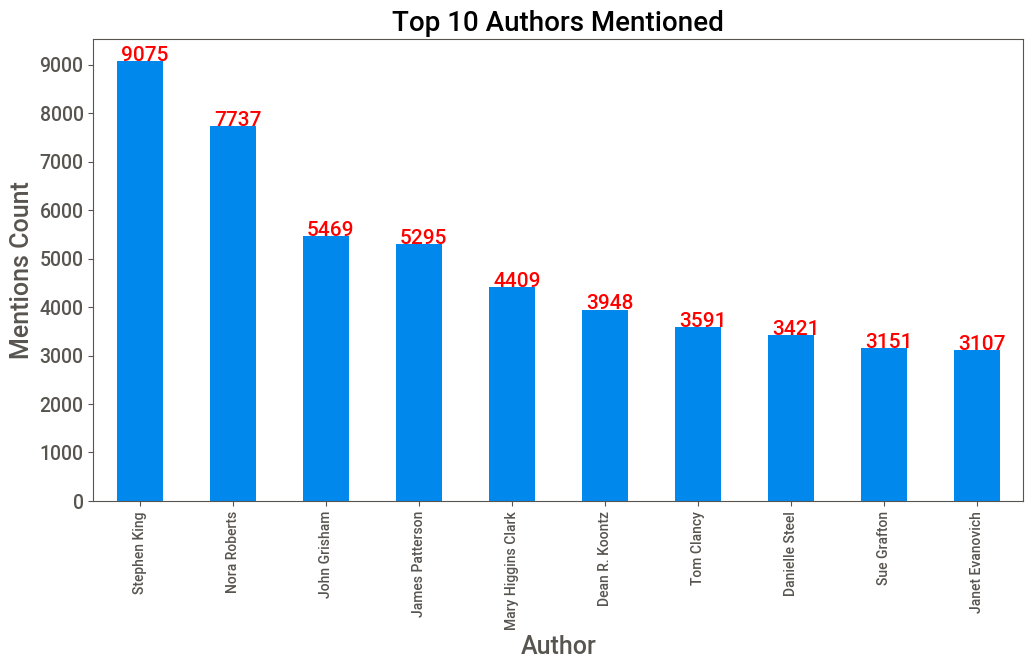 Top 10 Authors Mentioned
Mentions Count
9000
8000
7000
6000
5000
4000
3000
2000
1000
0
9075
7737
5469
5295
4409
3948
3591
3421
3151
3107
Stephen King
Nora Roberts
John Grisham
James Patterson
Mary Higgins Clark
Dean R. Koontz
Tom Clancy
Danielle Steel
Sue Grafton
Janet Evanovich
Author